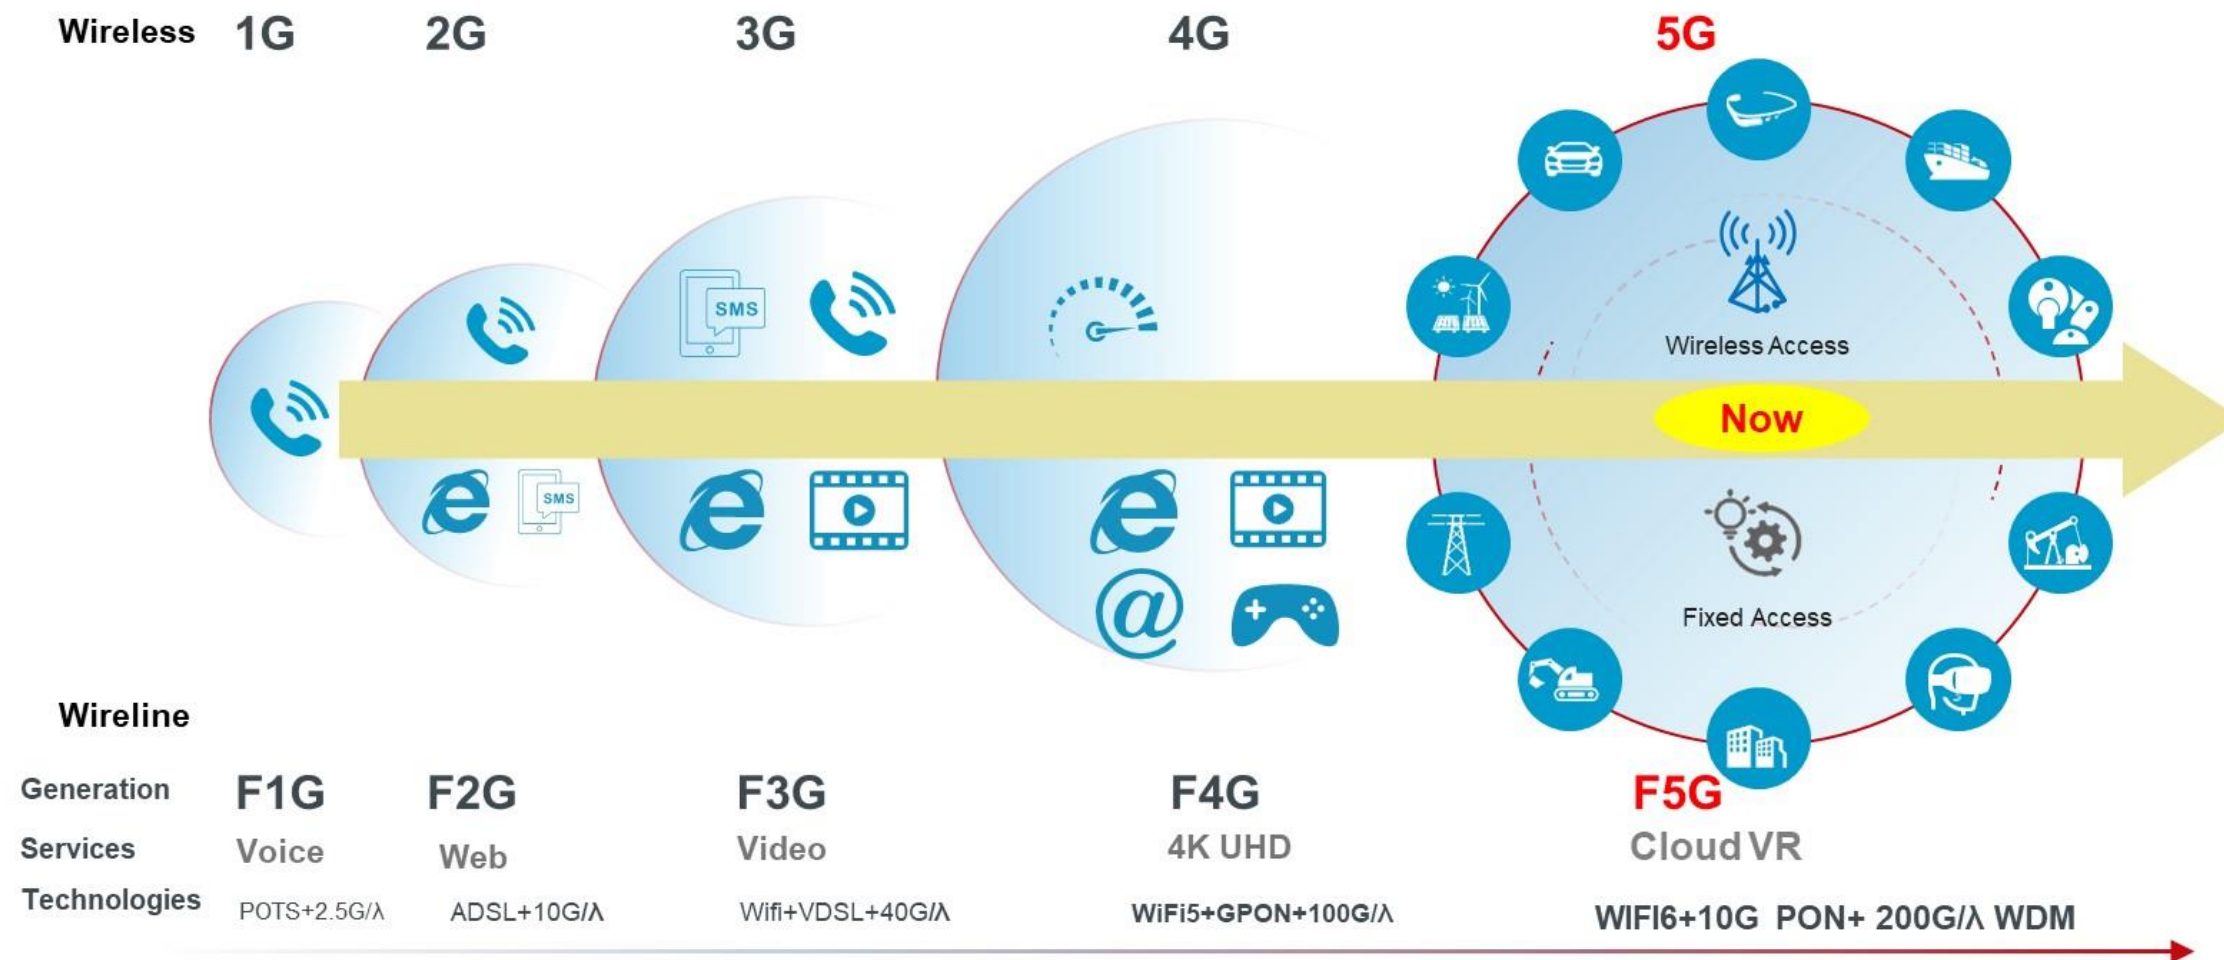 Wireless 1G 2G 3G 4G 5G
SMS
Wireless Access
Now
SMS
Fixed Access
Wireline
Generation F1G F2G F3G F4G F5G
Services Voice Web Video 4K UHD Cloud VR
Technologies POTS+2.5G/λ ADSL+10G/λ Wifi+VDSL+40G/λ WiFi5+GPON+100G/λ WIFI6+10G PON+ 200G/λ WDM